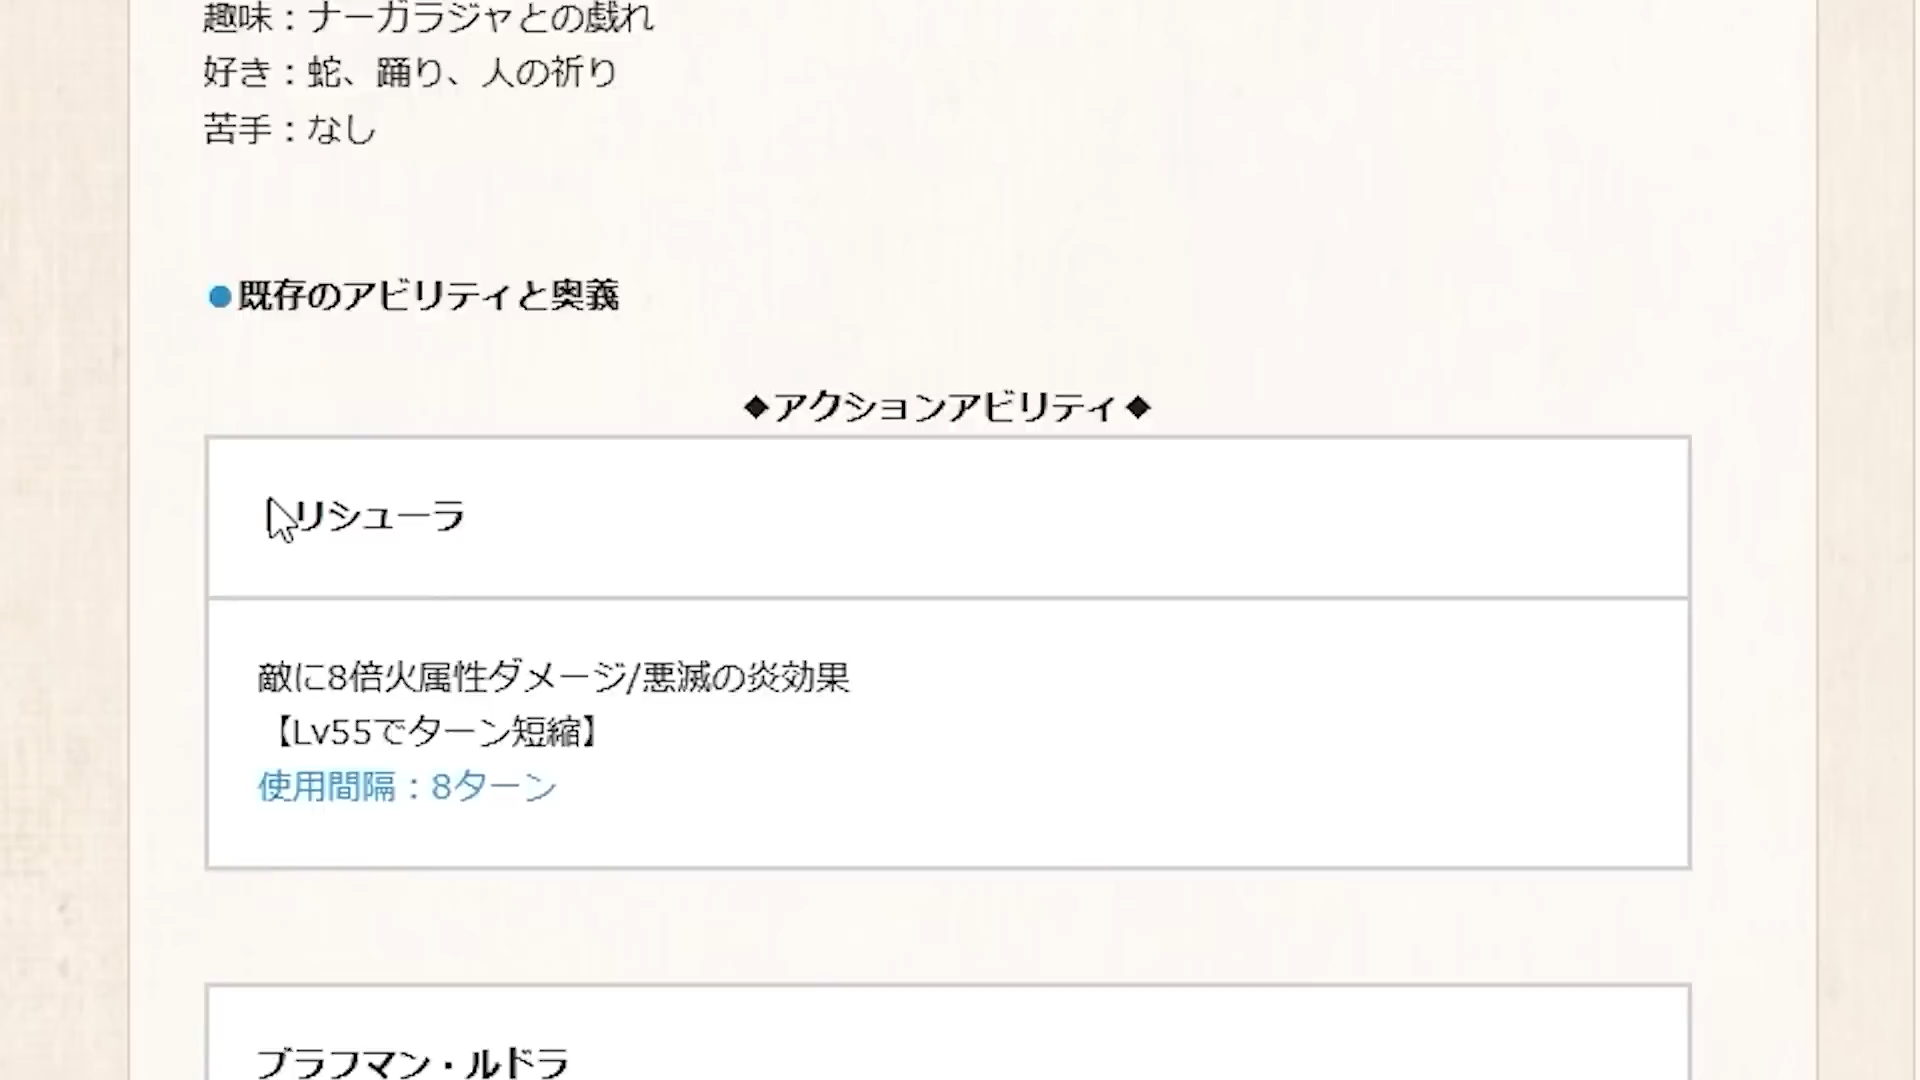 趣味：ナーガラジャとの戯れ
好き：蛇、踊り、人の祈り
苦手：なし
●既存のアビリティと奥義
◆アクションアビリティ◆
リシューラ
敵に8倍火属性ダメージ/悪滅の炎効果
【Lv55でターン短縮】
使用間隔：8ターン
ブラフマン・ルドラ